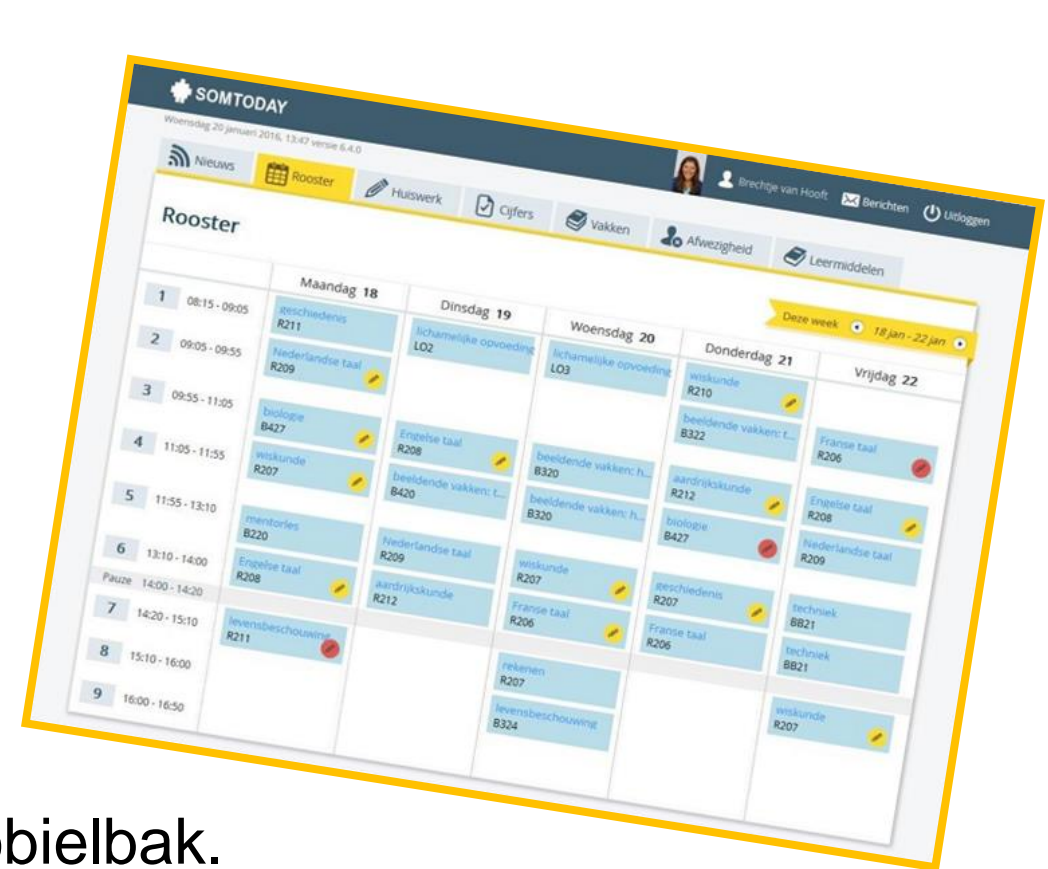 SOMTODAY
Woensdag 20 januari 2016, 13:47 versie 6.4.0
Brechtje van Hooft Berichten Uitloggen
Nieuws Rooster Huiswerk Cijfers Vakken Afwezigheid Leermiddelen
Rooster
Deze week 18 jan - 22 jan
Maandag 18 Dinsdag 19 Woensdag 20 Donderdag 21 Vrijdag 22
1 08:15 - 09:05
2 09:05 - 09:55
3 09:55 - 11:05
4 11:05 - 11:55
5 11:55 - 13:10
6 13:10 - 14:00
Pauze 14:00 - 14:20
7 14:20 - 15:10
8 15:10 - 16:00
9 16:00 - 16:50
geschiedenis
R211
Nederlandse taal
R209
biologie
B427
wiskunde
R207
mentorles
B220
Engelse taal
R208
levensbeschouwing
R211
lichamelijke opvoeding
LO2
Engelse taal
R208
beeldende vakken: t...
B420
Nederlandse taal
R209
aardrijkskunde
R212
lichamelijke opvoeding
LO3
beeldende vakken: h...
B320
beeldende vakken: h...
B320
wiskunde
R207
Franse taal
R206
rekenen
R207
levensbeschouwing
B324
wiskunde
R210
beeldende vakken: t...
B322
aardrijkskunde
R212
biologie
B427
geschiedenis
R207
Franse taal
R206
Franse taal
R206
Engelse taal
R208
Nederlandse taal
R209
techniek
BB21
techniek
BB21
wiskunde
R207
obielbak.